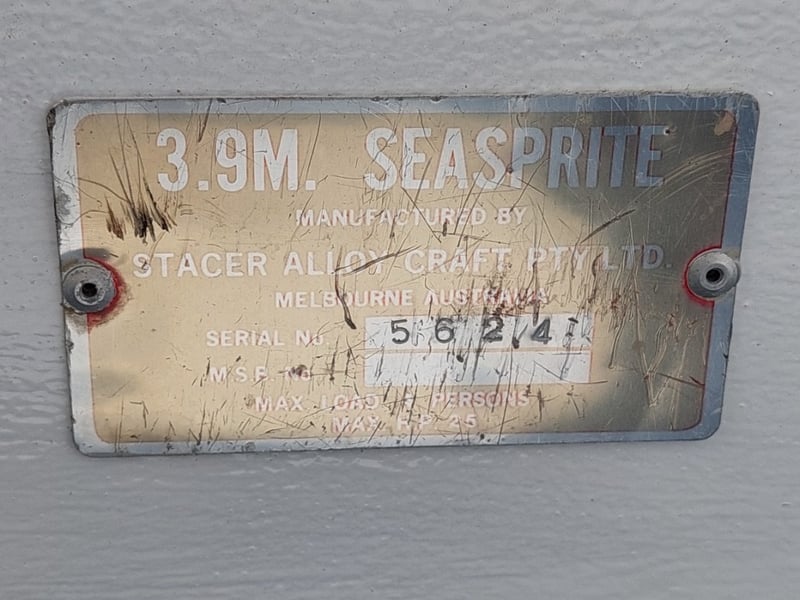 3.9M. SEASPRITE
MANUFACTURED BY
STACER ALLOY CRAFT PTY LTD.
MELBOURNE AUSTRALIA
SERIAL No. 5624
M.S.B. No
MAX LOAD PERSONS
MAX H.P. 25